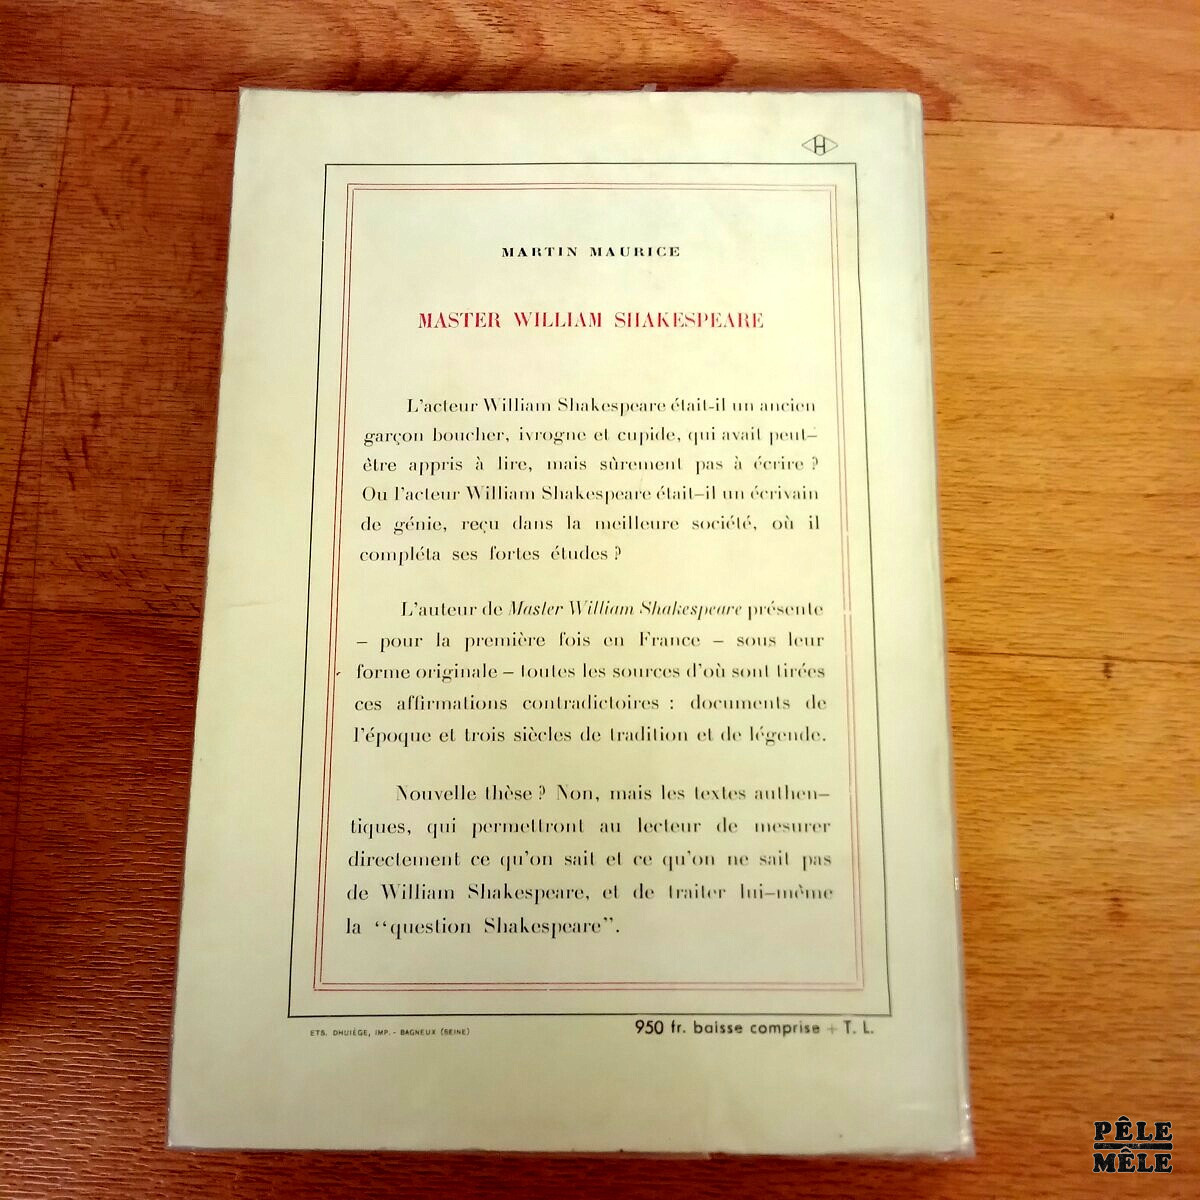 H
MARTIN MAURICE
MASTER WILLIAM SHAKESPEARE
L'acteur William Shakespeare était-il un ancien
garçon boucher, ivrogne et cupide, qui avait peut-
être appris à lire, mais sûrement pas à écrire ?
Ou l'acteur William Shakespeare était-il un écrivain
de génie, reçu dans la meilleure société, où il
compléta ses fortes études ?
L'auteur de Master William Shakespeare présente
– pour la première fois en France – sous leur
forme originale – toutes les sources d'où sont tirées
ces affirmations contradictoires : documents de
l'époque et trois siècles de tradition et de légende.
Nouvelle thèse ? Non, mais les textes authen-
tiques, qui permettront au lecteur de mesurer
directement ce qu'on sait et ce qu'on ne sait pas
de William Shakespeare, et de traiter lui-même
la “question Shakespeare”.
ETS. DHUIÈGE, IMP. - BAGNEUX (SEINE)
950 fr. baisse comprise + T. L.
PÊLE
MÊLE